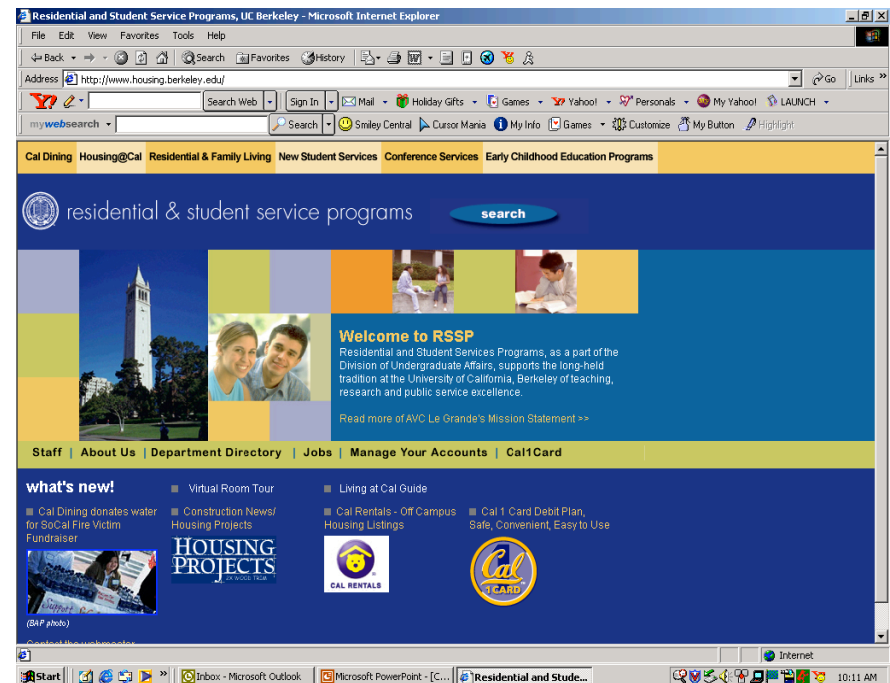 Residential and Student Service Programs, UC Berkeley - Microsoft Internet Explorer
File Edit View Favorites Tools Help
Back Search Favorites History
Address http://www.housing.berkeley.edu/ Go Links »
Y! Search Web Sign In Mail Holiday Gifts Games Yahoo! Personals My Yahoo! LAUNCH
mywebsearch Search Smiley Central Cursor Mania My Info Games Customize My Button Highlight
Cal Dining Housing@Cal Residential & Family Living New Student Services Conference Services Early Childhood Education Programs
residential & student service programs search
Welcome to RSSP
Residential and Student Services Programs, as a part of the
Division of Undergraduate Affairs, supports the long-held
tradition at the University of California, Berkeley of teaching,
research and public service excellence.
Read more of AVC Le Grande's Mission Statement >>
Staff | About Us | Department Directory | Jobs | Manage Your Accounts | Cal1Card
what's new! Virtual Room Tour Living at Cal Guide
Cal Dining donates water
for SoCal Fire Victim
Fundraiser
(BAP photo)
Contact the webmaster
Construction News/
Housing Projects
HOUSING
PROJECTS
Cal Rentals - Off Campus
Housing Listings
CAL RENTALS
Cal 1 Card Debit Plan,
Safe, Convenient, Easy to Use
Cal
1 CARD
Internet
Start » Inbox - Microsoft Outlook Microsoft PowerPoint - [C... Residential and Stude... 10:11 AM